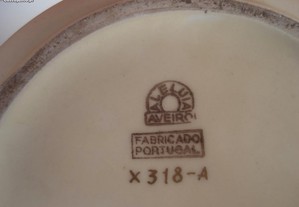 ALELUIA
AVEIRO
FABRICADO
PORTUGAL
X 318-A